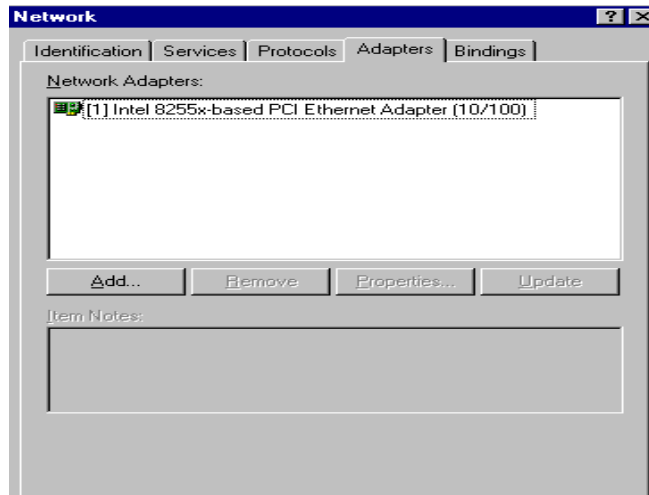 Network
Identification Services Protocols Adapters Bindings
Network Adapters:
[1] Intel 8255x-based PCI Ethernet Adapter (10/100)
Add... Remove Properties... Update
Item Notes: